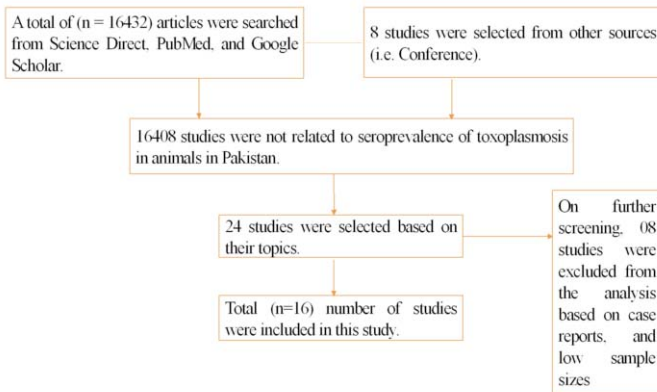 A total of (n = 16432) articles were searched
from Science Direct, PubMed, and Google
Scholar.
8 studies were selected from other sources
(i.e. Conference).
16408 studies were not related to seroprevalence of toxoplasmosis
in animals in Pakistan.
24 studies were selected based on
their topics.
On further
screening, 08
studies were
excluded from
the analysis
based on case
reports, and
low sample
sizes
Total (n=16) number of studies
were included in this study.